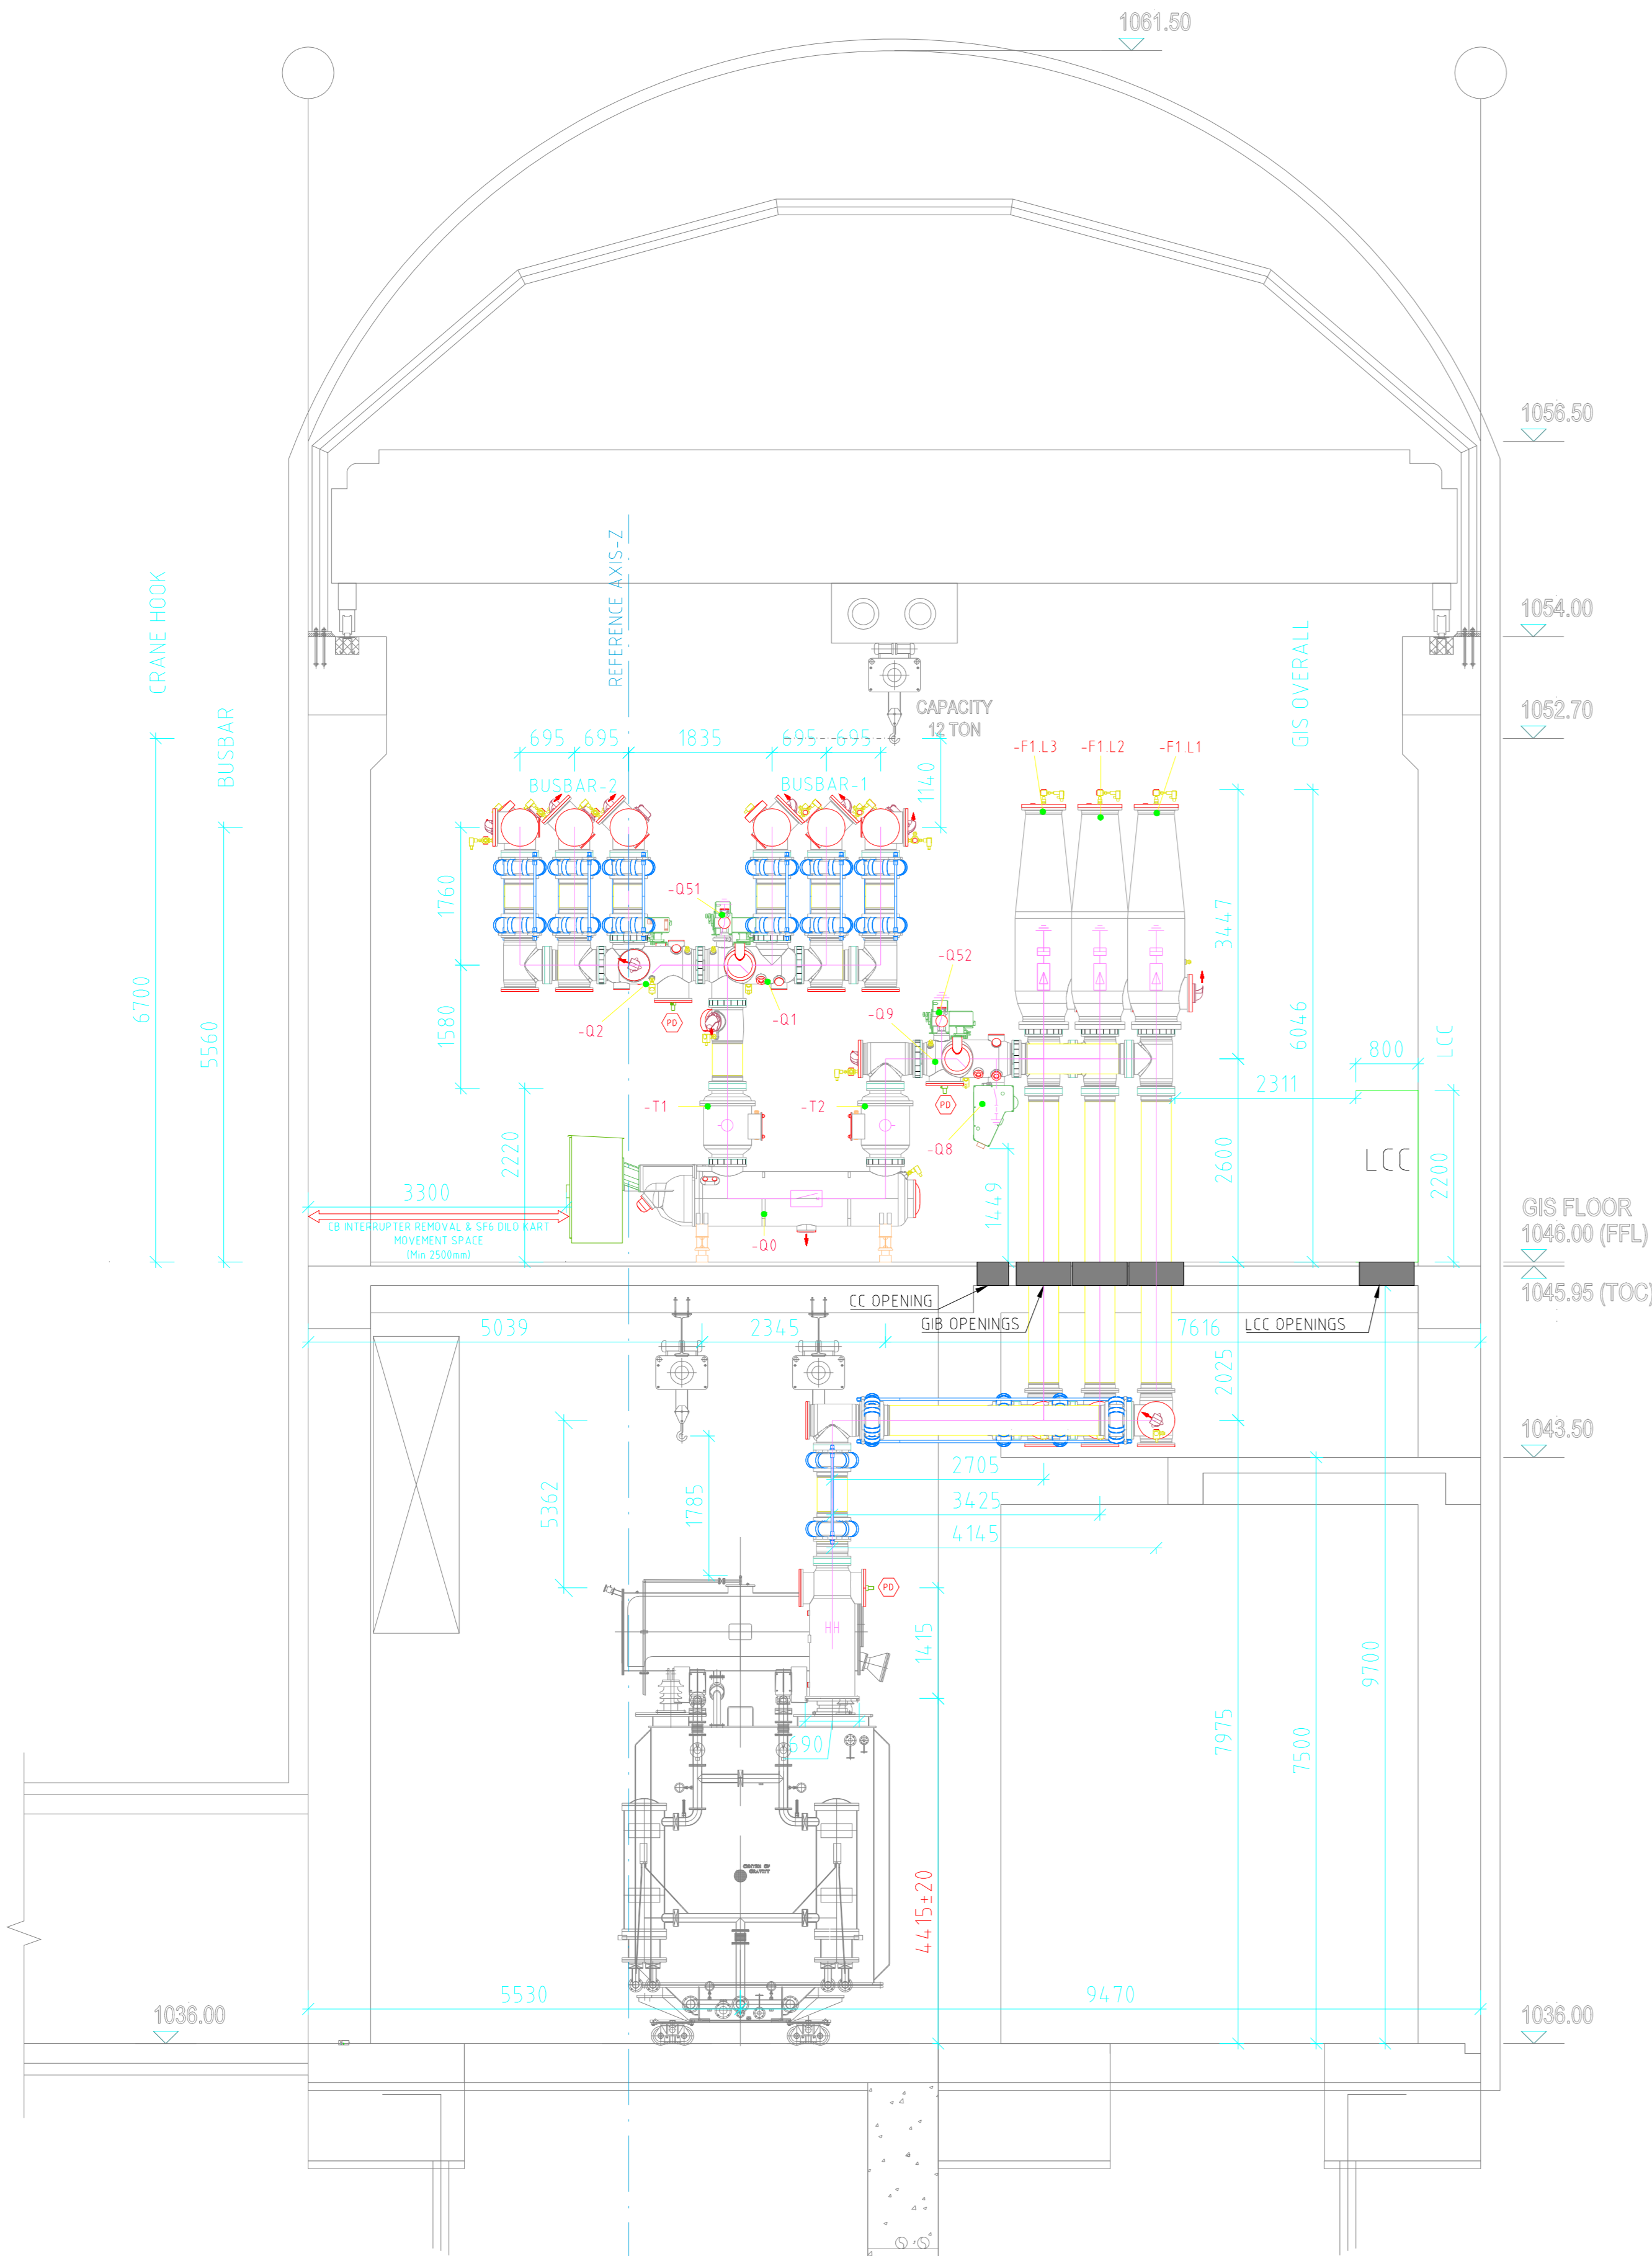 1061.50
1056.50
REFERENCE AXIS-Z
CRANE HOOK
1054.00
GIS OVERALL
BUSBAR
CAPACITY
12 TON
1052.70
695
695
1835
695
695
-F1.L3
-F1.L2
-F1.L1
BUSBAR-2
BUSBAR-1
1140
1760
-Q51
3447
-Q52
6700
5560
1580
-Q2
PD
-Q1
-Q9
6046
800
LCC
2311
-T1
-T2
PD
-Q8
2220
2600
LCC
2200
3300
1449
GIS FLOOR
1046.00 (FFL)
CB INTERRUPTER REMOVAL & SF6 DILO KART
MOVEMENT SPACE
(Min 2500mm)
-Q0
1045.95 (TOC)
CC OPENING
GIB OPENINGS
LCC OPENINGS
5039
2345
7616
2025
1043.50
2705
5362
1785
3425
4145
PD
1415
9700
690
7975
7500
CENTER OF
GRAVITY
4415±20
5530
9470
1036.00
1036.00